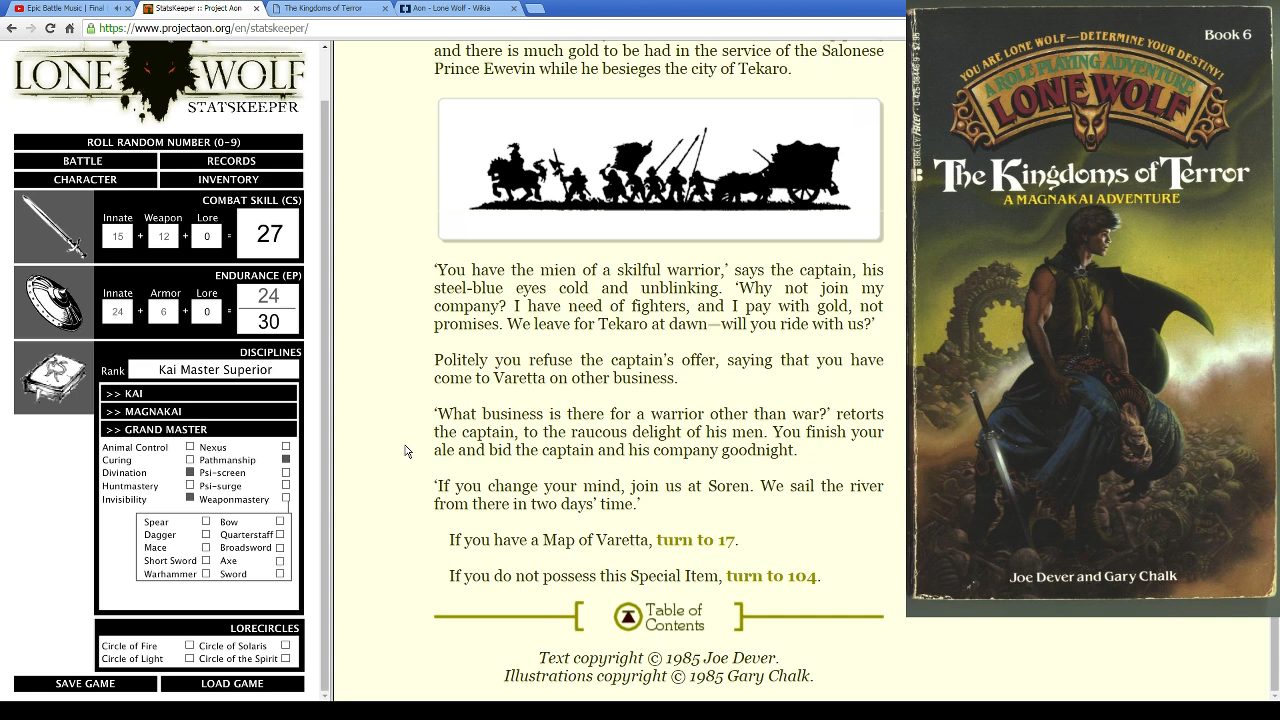 Epic Battle Music | Final
StatsKeeper :: Project Aon
The Kingdoms of Terror
Aon - Lone Wolf - Wikia
https://www.projectaon.org/en/statskeeper/
LONE WOLF
STATSKEEPER
ROLL RANDOM NUMBER (0-9)
BATTLE RECORDS
CHARACTER INVENTORY
COMBAT SKILL (CS)
Innate Weapon Lore
15 + 12 + 0 = 27
ENDURANCE (EP)
Innate Armor Lore
24
24 + 6 + 0 =
30
DISCIPLINES
Rank Kai Master Superior
>> KAI
>> MAGNAKAI
>> GRAND MASTER
Animal Control Nexus
Curing Pathmanship
Divination Psi-screen
Huntmastery Psi-surge
Invisibility Weaponmastery
Spear Bow
Dagger Quarterstaff
Mace Broadsword
Short Sword Axe
Warhammer Sword
LORECIRCLES
Circle of Fire Circle of Solaris
Circle of Light Circle of the Spirit
SAVE GAME LOAD GAME
and there is much gold to be had in the service of the Salonese
Prince Ewevin while he besieges the city of Tekaro.
‘You have the mien of a skilful warrior,’ says the captain, his
steel-blue eyes cold and unblinking. ‘Why not join my
company? I have need of fighters, and I pay with gold, not
promises. We leave for Tekaro at dawn—will you ride with us?’
Politely you refuse the captain’s offer, saying that you have
come to Varetta on other business.
‘What business is there for a warrior other than war?’ retorts
the captain, to the raucous delight of his men. You finish your
ale and bid the captain and his company goodnight.
‘If you change your mind, join us at Soren. We sail the river
from there in two days’ time.’
If you have a Map of Varetta, turn to 17.
If you do not possess this Special Item, turn to 104.
Table of
Contents
Text copyright © 1985 Joe Dever.
Illustrations copyright © 1985 Gary Chalk.
Book 6
YOU ARE LONE WOLF—DETERMINE YOUR DESTINY!
A ROLE PLAYING ADVENTURE
LONE WOLF
The Kingdoms of Terror
A MAGNAKAI ADVENTURE
Joe Dever and Gary Chalk